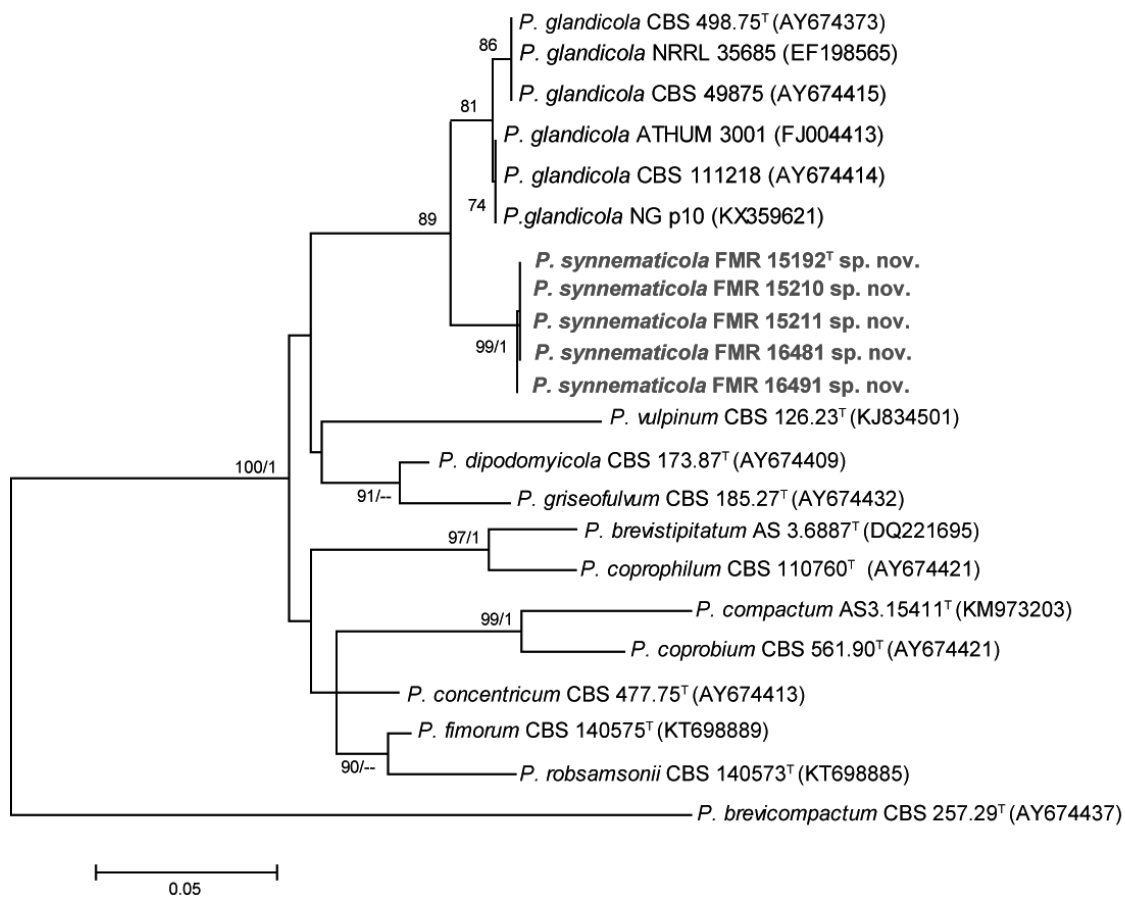 P. glandicola CBS 498.75ᵀ (AY674373)
86
P. glandicola NRRL 35685 (EF198565)
P. glandicola CBS 49875 (AY674415)
81
P. glandicola ATHUM 3001 (FJ004413)
P. glandicola CBS 111218 (AY674414)
74
P.glandicola NG p10 (KX359621)
89
P. synnematicola FMR 15192ᵀ sp. nov.
P. synnematicola FMR 15210 sp. nov.
P. synnematicola FMR 15211 sp. nov.
99/1
P. synnematicola FMR 16481 sp. nov.
P. synnematicola FMR 16491 sp. nov.
P. vulpinum CBS 126.23ᵀ (KJ834501)
P. dipodomyicola CBS 173.87ᵀ (AY674409)
100/1
91/--
P. griseofulvum CBS 185.27ᵀ (AY674432)
P. brevistipitatum AS 3.6887ᵀ (DQ221695)
97/1
P. coprophilum CBS 110760ᵀ (AY674421)
P. compactum AS3.15411ᵀ (KM973203)
99/1
P. coprobium CBS 561.90ᵀ (AY674421)
P. concentricum CBS 477.75ᵀ (AY674413)
P. fimorum CBS 140575ᵀ (KT698889)
90/--
P. robsamsonii CBS 140573ᵀ (KT698885)
P. brevicompactum CBS 257.29ᵀ (AY674437)
0.05